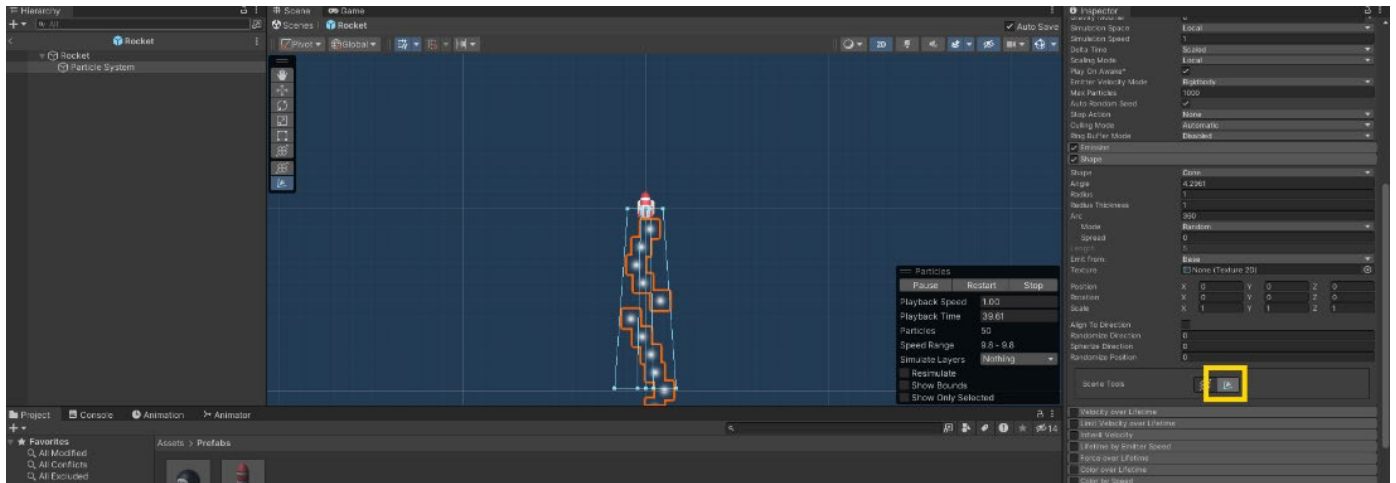 Hierarchy
All
Rocket
Rocket
Particle System
Scene Game
Scenes Rocket Auto Save
Pivot Global 2D
Particles
Pause Restart Stop
Playback Speed 1.00
Playback Time 39.61
Particles 50
Speed Range 9.8 - 9.8
Simulate Layers Nothing
Resimulate
Show Bounds
Show Only Selected
Inspector
Simulation Space Local
Simulation Speed 1
Delta Time Scaled
Scaling Mode Local
Play On Awake*
Emitter Velocity Mode Rigidbody
Max Particles 1000
Auto Random Seed
Stop Action None
Culling Mode Automatic
Ring Buffer Mode Disabled
Emission
Shape
Shape Cone
Angle 4.2961
Radius 1
Radius Thickness 1
Arc 360
Mode Random
Spread 0
Length 5
Emit from: Base
Texture None (Texture 2D)
Position X 0 Y 0 Z 0
Rotation X 0 Y 0 Z 0
Scale X 1 Y 1 Z 1
Align To Direction
Randomize Direction 0
Spherize Direction 0
Randomize Position 0
Scene Tools
Velocity over Lifetime
Limit Velocity over Lifetime
Inherit Velocity
Lifetime by Emitter Speed
Force over Lifetime
Color over Lifetime
Color by Speed
Project Console Animation Animator
14
Favorites
All Modified
All Conflicts
All Excluded
Assets > Prefabs